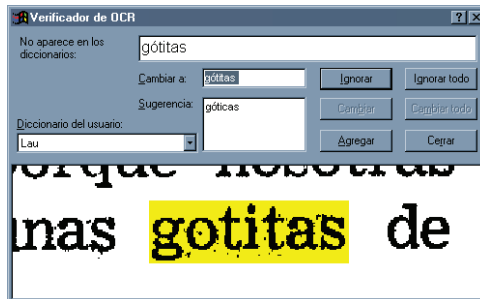 Verificador de OCR
No aparece en los diccionarios: gótitas
Cambiar a: gótitas Ignorar Ignorar todo
Sugerencia: góticas Cambiar Cambiar todo
Diccionario del usuario: Agregar Cerrar
Lau
porque nosotras
unas gotitas de